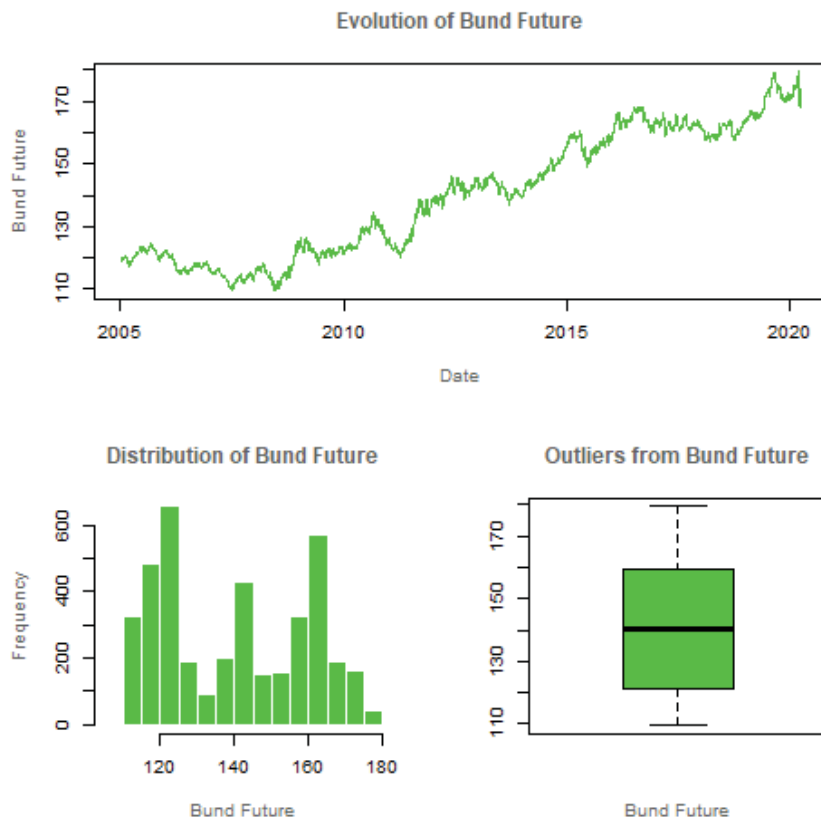 Evolution of Bund Future
Bund Future
110 130 150 170
2005 2010 2015 2020
Date
Distribution of Bund Future
Frequency
0 200 400 600
120 140 160 180
Bund Future
Outliers from Bund Future
110 130 150 170
Bund Future